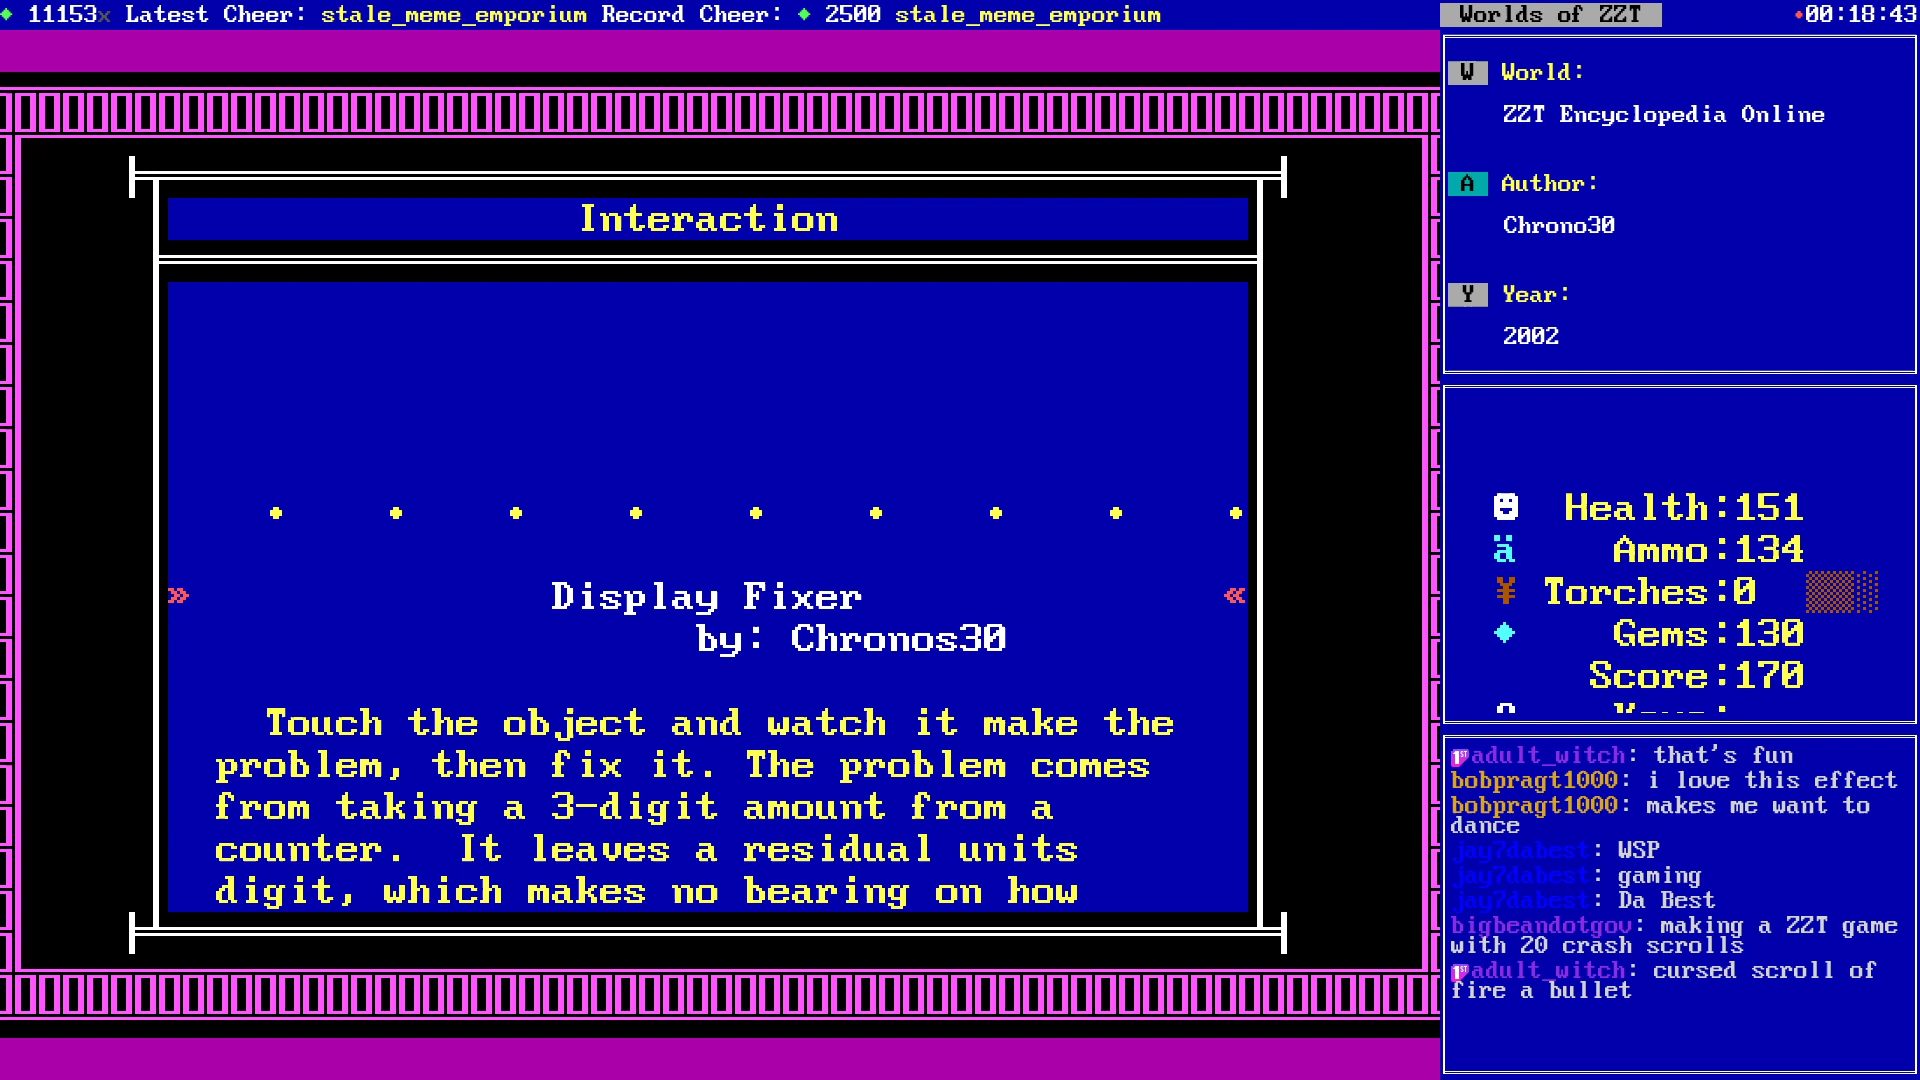 11153x Latest Cheer: stale_meme_emporium Record Cheer: 2500 stale_meme_emporium
Worlds of ZZT
00:18:43
W World:
ZZT Encyclopedia Online
A Author:
Chrono30
Y Year:
2002
Interaction
» Display Fixer «
by: Chronos30
Touch the object and watch it make the
problem, then fix it. The problem comes
from taking a 3-digit amount from a
counter. It leaves a residual units
digit, which makes no bearing on how
Health:151
ä Ammo:134
¥ Torches:0
Gems:130
Score:170
adult_witch: that's fun
bobpragt1000: i love this effect
bobpragt1000: makes me want to
dance
jay7dabest: WSP
jay7dabest: gaming
jay7dabest: Da Best
bigbeandotgov: making a ZZT game
with 20 crash scrolls
adult_witch: cursed scroll of
fire a bullet